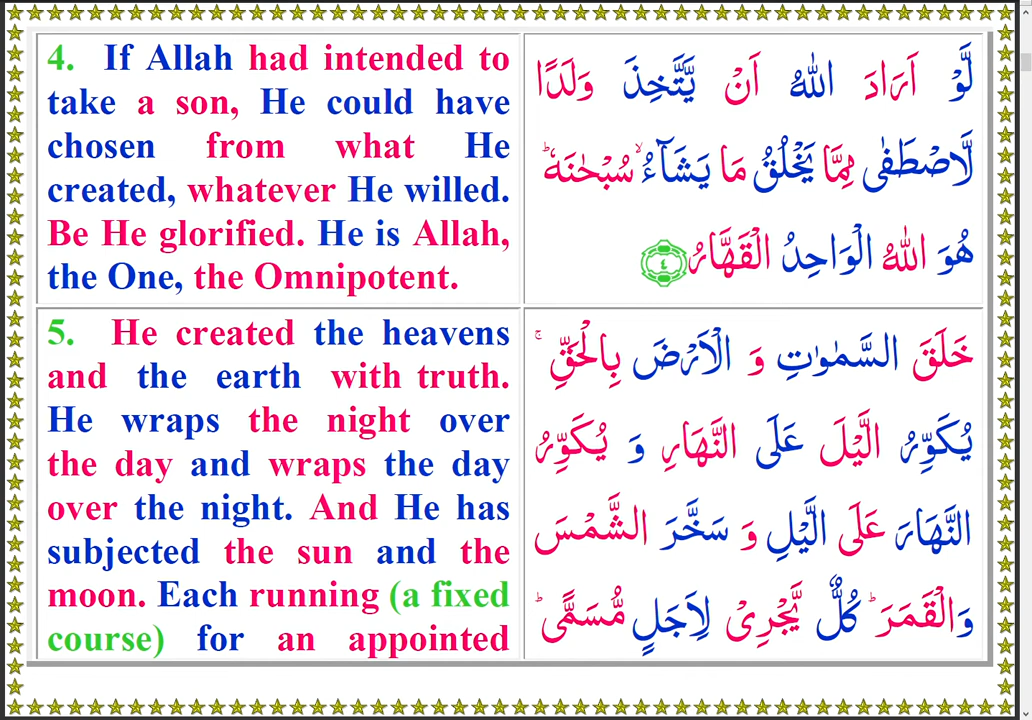 4. If Allah had intended to
take a son, He could have
chosen from what He
created, whatever He willed.
Be He glorified. He is Allah,
the One, the Omnipotent.
لَّوْ اَرَادَ اللّٰهُ اَنْ يَّتَّخِذَ وَلَدًا
لَّاصْطَفٰى مِمَّا يَخْلُقُ مَا يَشَآءُ ۙ سُبْحٰنَهٗ ؕ
هُوَ اللّٰهُ الْوَاحِدُ الْقَهَّارُ ٤
5. He created the heavens
and the earth with truth.
He wraps the night over
the day and wraps the day
over the night. And He has
subjected the sun and the
moon. Each running (a fixed
course) for an appointed
خَلَقَ السَّمٰوٰتِ وَ الْاَرْضَ بِالْحَقِّ ۚ
يُكَوِّرُ الَّيْلَ عَلَى النَّهَارِ وَ يُكَوِّرُ
النَّهَارَ عَلَى الَّيْلِ وَ سَخَّرَ الشَّمْسَ
وَالْقَمَرَ ؕ كُلٌّ يَّجْرِىْ لِاَجَلٍ مُّسَمًّى ؕ